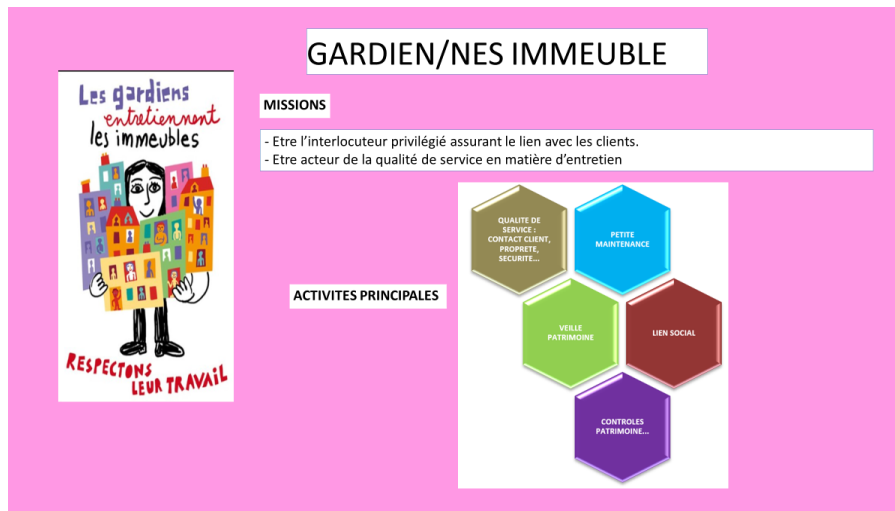 GARDIEN/NES IMMEUBLE
Les gardiens
entretiennent
les immeubles
RESPECTONS
LEUR TRAVAIL
MISSIONS
- Etre l’interlocuteur privilégié assurant le lien avec les clients.
- Etre acteur de la qualité de service en matière d’entretien
ACTIVITES PRINCIPALES
QUALITE DE
SERVICE :
CONTACT CLIENT,
PROPRETE,
SECURITE...
PETITE
MAINTENANCE
VEILLE
PATRIMOINE
LIEN SOCIAL
CONTROLES
PATRIMOINE...